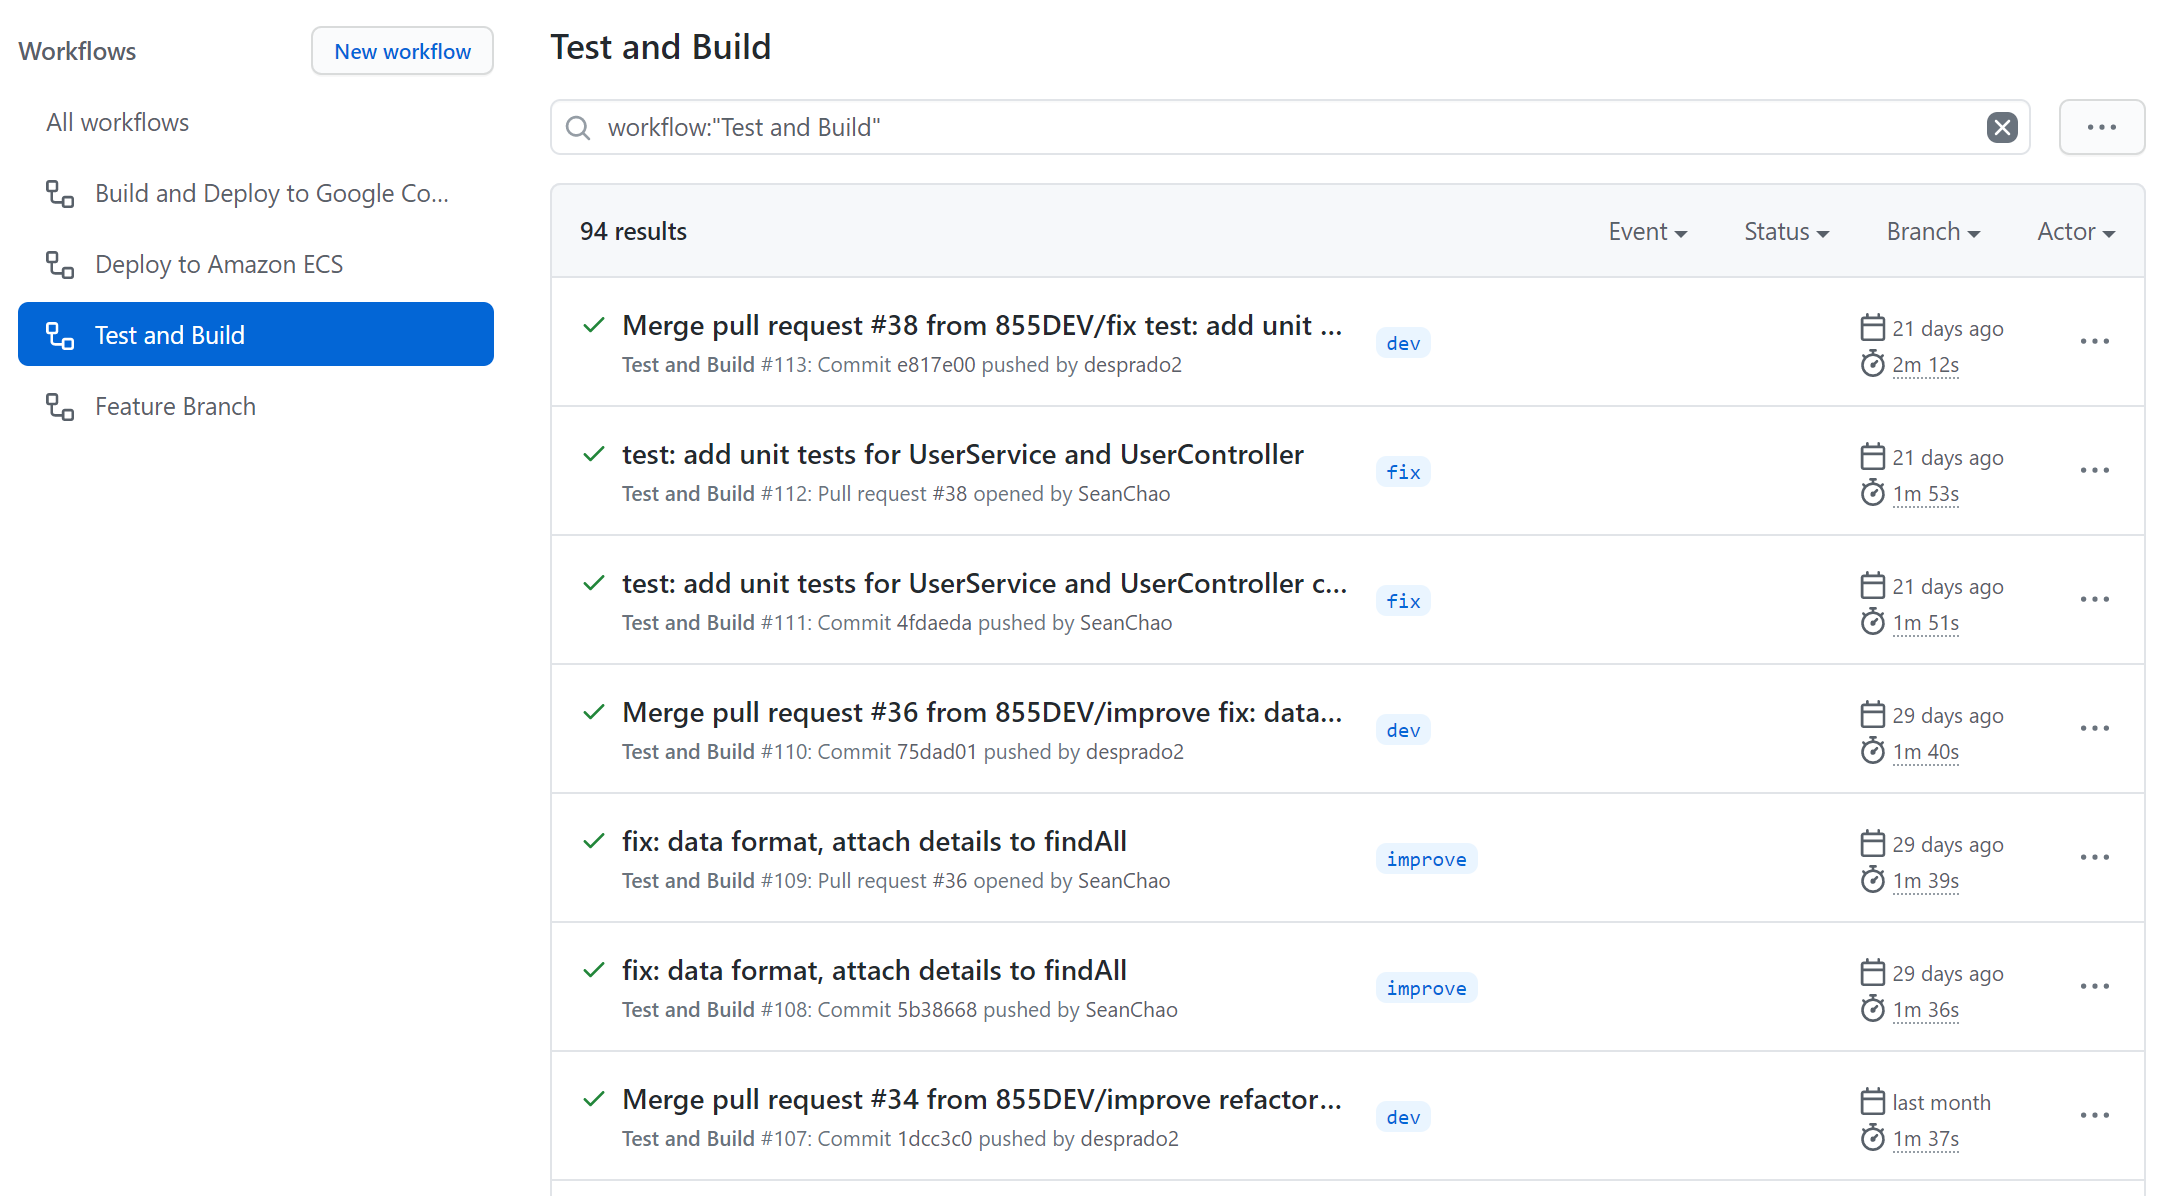 Workflows
New workflow
All workflows
Build and Deploy to Google Co...
Deploy to Amazon ECS
Test and Build
Feature Branch
Test and Build
workflow:"Test and Build"
94 results
Event
Status
Branch
Actor
Merge pull request #38 from 855DEV/fix test: add unit ...
Test and Build #113: Commit e817e00 pushed by desprado2
dev
21 days ago
2m 12s
test: add unit tests for UserService and UserController
Test and Build #112: Pull request #38 opened by SeanChao
fix
21 days ago
1m 53s
test: add unit tests for UserService and UserController c...
Test and Build #111: Commit 4fdaeda pushed by SeanChao
fix
21 days ago
1m 51s
Merge pull request #36 from 855DEV/improve fix: data...
Test and Build #110: Commit 75dad01 pushed by desprado2
dev
29 days ago
1m 40s
fix: data format, attach details to findAll
Test and Build #109: Pull request #36 opened by SeanChao
improve
29 days ago
1m 39s
fix: data format, attach details to findAll
Test and Build #108: Commit 5b38668 pushed by SeanChao
improve
29 days ago
1m 36s
Merge pull request #34 from 855DEV/improve refactor...
Test and Build #107: Commit 1dcc3c0 pushed by desprado2
dev
last month
1m 37s